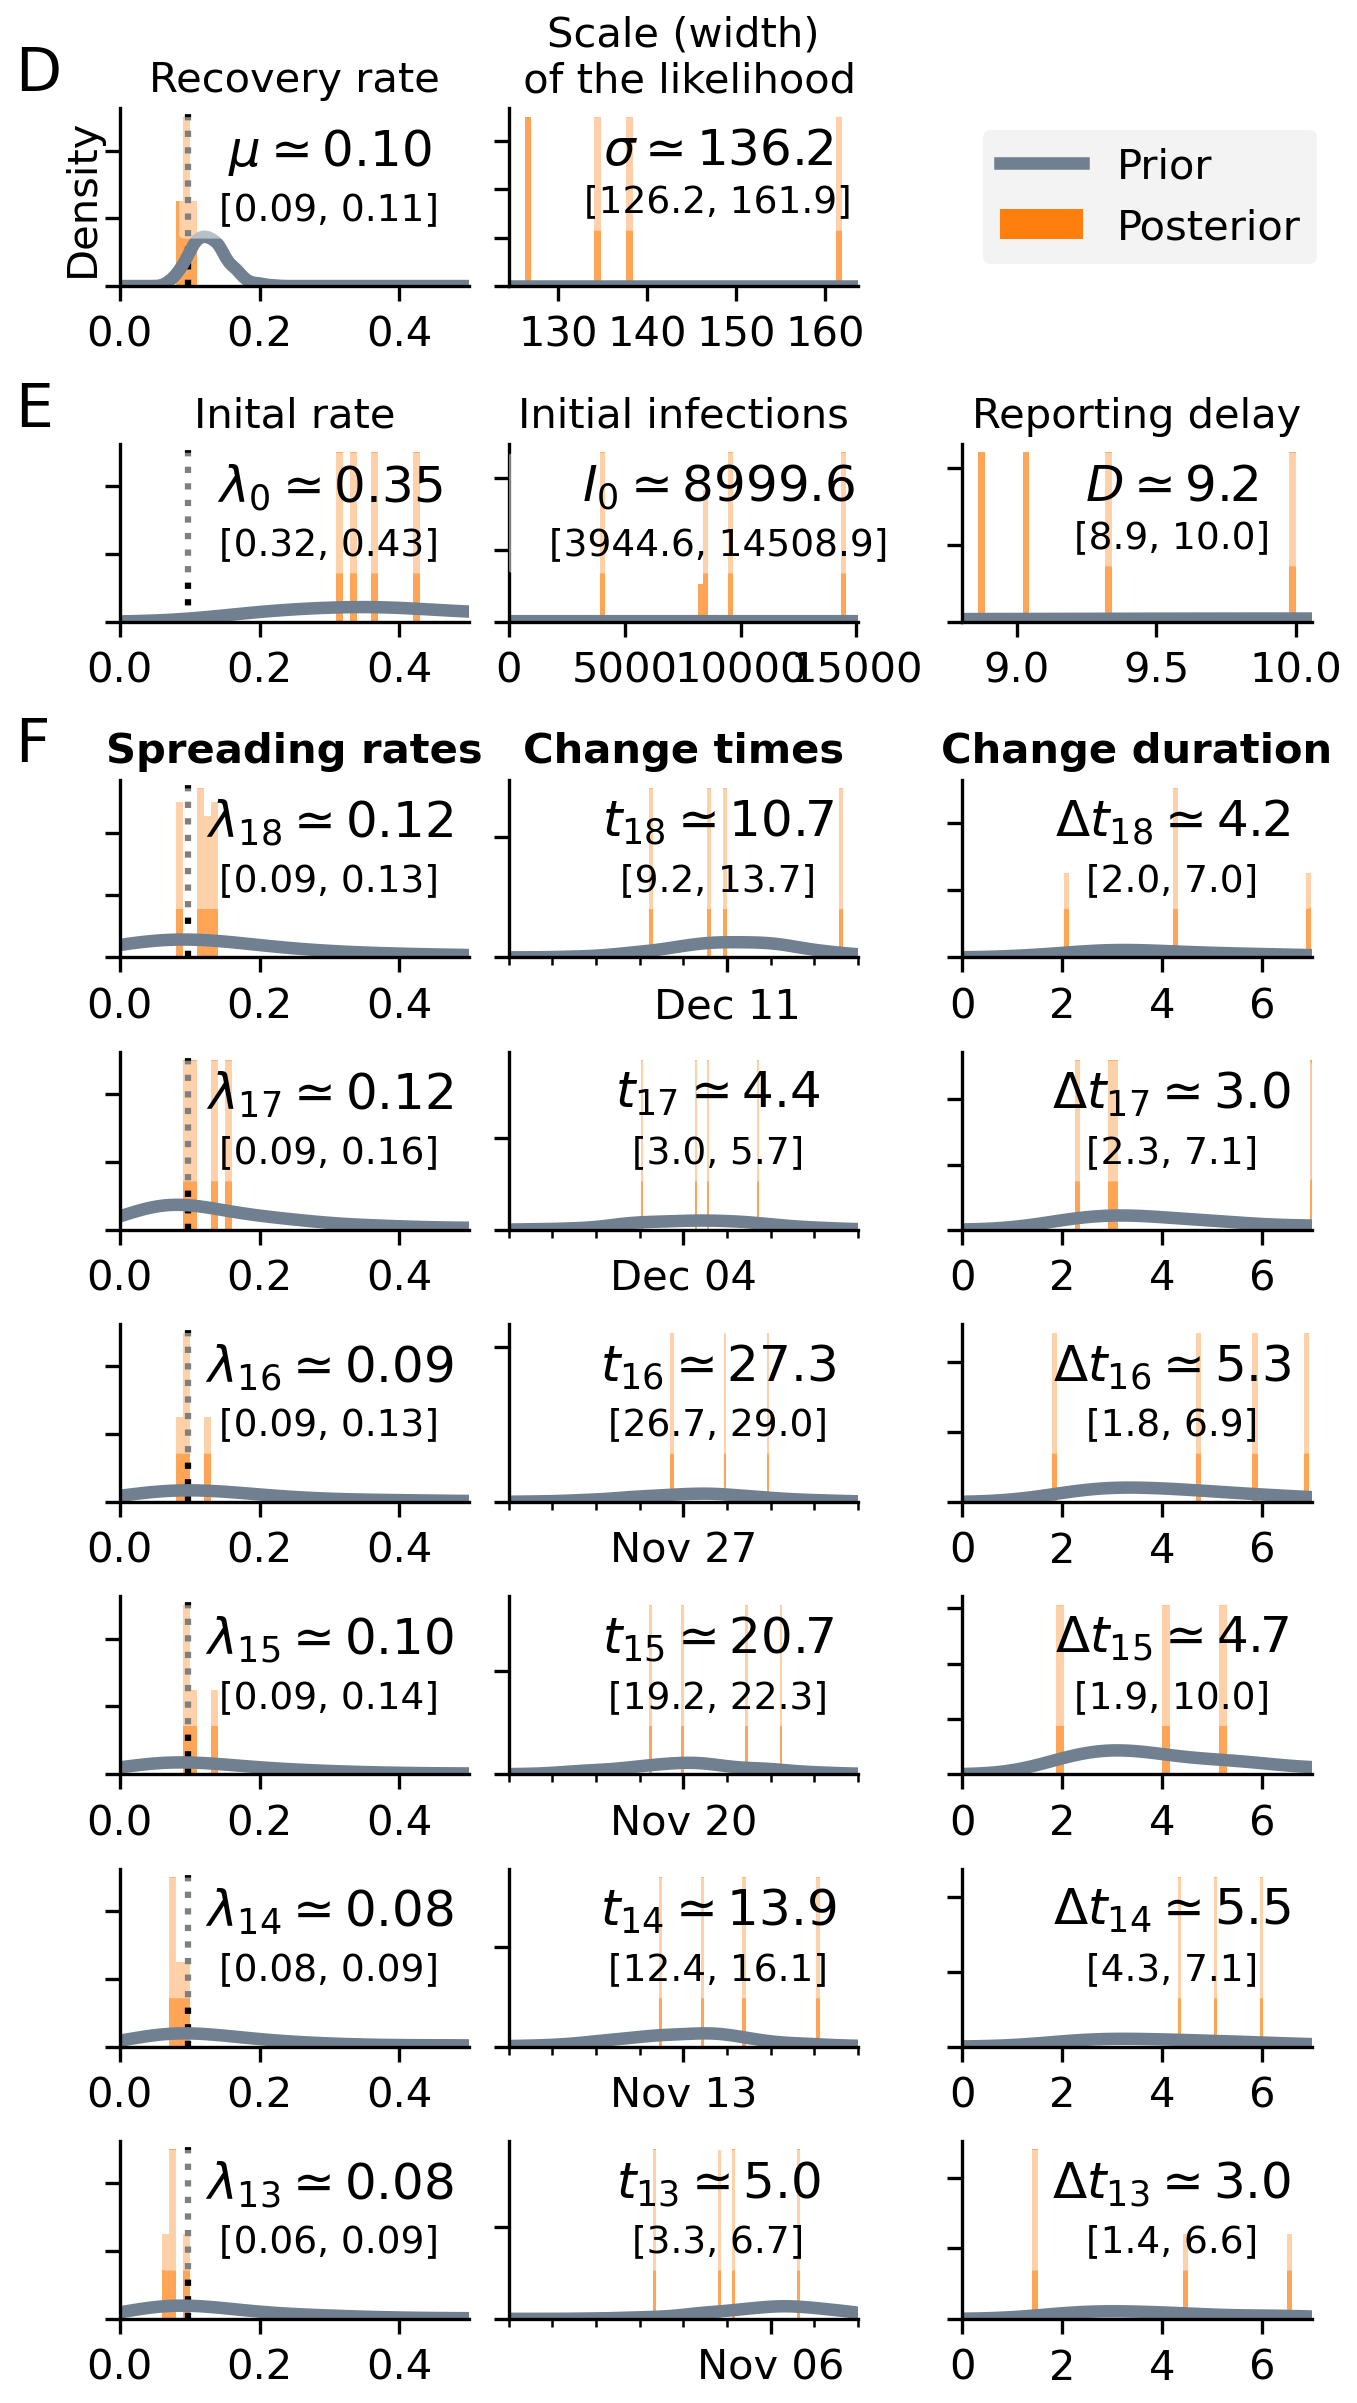 D
Recovery rate
Scale (width)
of the likelihood
Density
μ ≃ 0.10
[0.09, 0.11]
0.0 0.2 0.4
σ ≃ 136.2
[126.2, 161.9]
130 140 150 160
Prior
Posterior
E
Inital rate
λ0 ≃ 0.35
[0.32, 0.43]
0.0 0.2 0.4
Initial infections
I0 ≃ 8999.6
[3944.6, 14508.9]
0 5000 10000 15000
Reporting delay
D ≃ 9.2
[8.9, 10.0]
9.0 9.5 10.0
F
Spreading rates
Change times
Change duration
λ18 ≃ 0.12
[0.09, 0.13]
0.0 0.2 0.4
t18 ≃ 10.7
[9.2, 13.7]
Dec 11
Δt18 ≃ 4.2
[2.0, 7.0]
0 2 4 6
λ17 ≃ 0.12
[0.09, 0.16]
0.0 0.2 0.4
t17 ≃ 4.4
[3.0, 5.7]
Dec 04
Δt17 ≃ 3.0
[2.3, 7.1]
0 2 4 6
λ16 ≃ 0.09
[0.09, 0.13]
0.0 0.2 0.4
t16 ≃ 27.3
[26.7, 29.0]
Nov 27
Δt16 ≃ 5.3
[1.8, 6.9]
0 2 4 6
λ15 ≃ 0.10
[0.09, 0.14]
0.0 0.2 0.4
t15 ≃ 20.7
[19.2, 22.3]
Nov 20
Δt15 ≃ 4.7
[1.9, 10.0]
0 2 4 6
λ14 ≃ 0.08
[0.08, 0.09]
0.0 0.2 0.4
t14 ≃ 13.9
[12.4, 16.1]
Nov 13
Δt14 ≃ 5.5
[4.3, 7.1]
0 2 4 6
λ13 ≃ 0.08
[0.06, 0.09]
0.0 0.2 0.4
t13 ≃ 5.0
[3.3, 6.7]
Nov 06
Δt13 ≃ 3.0
[1.4, 6.6]
0 2 4 6